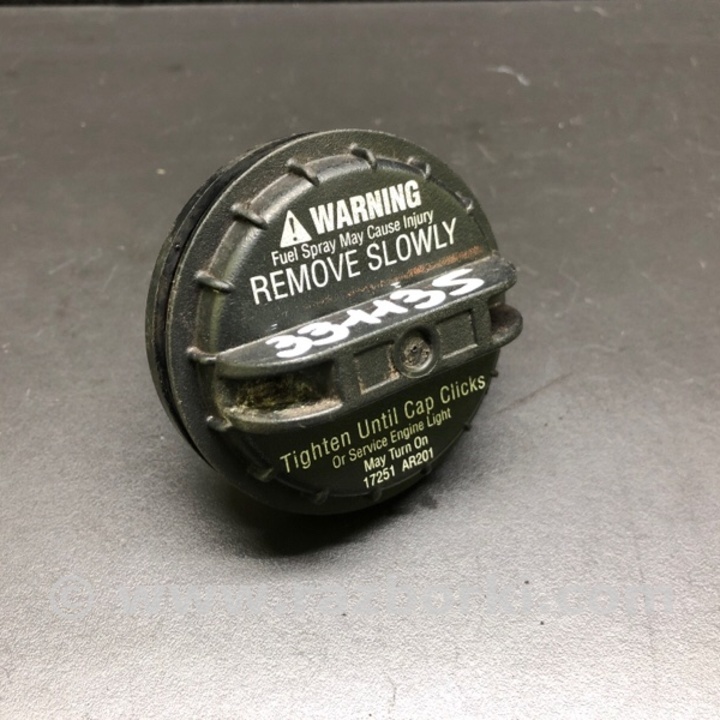 WARNING
Fuel Spray May Cause Injury
REMOVE SLOWLY
Tighten Until Cap Clicks
Or Service Engine Light
May Turn On
17251 AR201